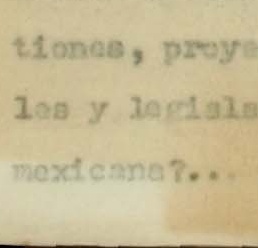 tiones, proye
les y legisla
mexicana?...